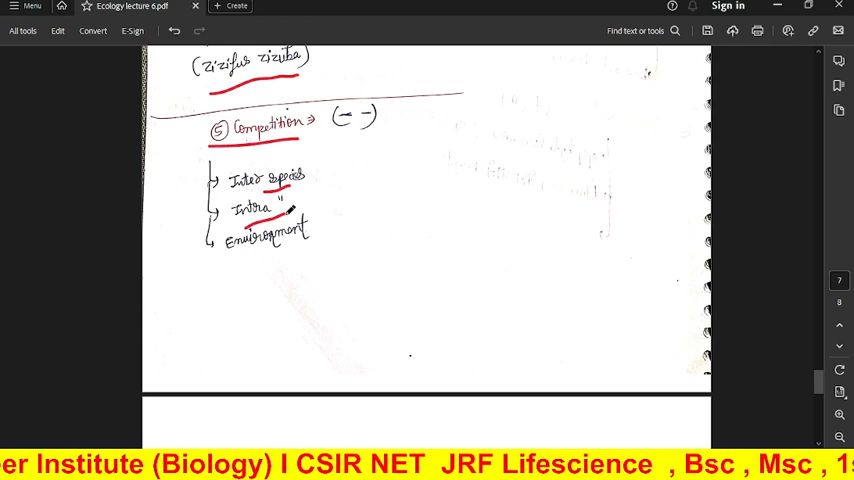 Menu
Ecology lecture 6.pdf
+ Create
Sign in
All tools Edit Convert E-Sign
Find text or tools
(Zizifus zizuba)
⑤ Competition ⇒ (− −)
Inter species
Intra "
Environment
7
8
er Institute (Biology) I CSIR NET JRF Lifescience , Bsc , Msc , 1s